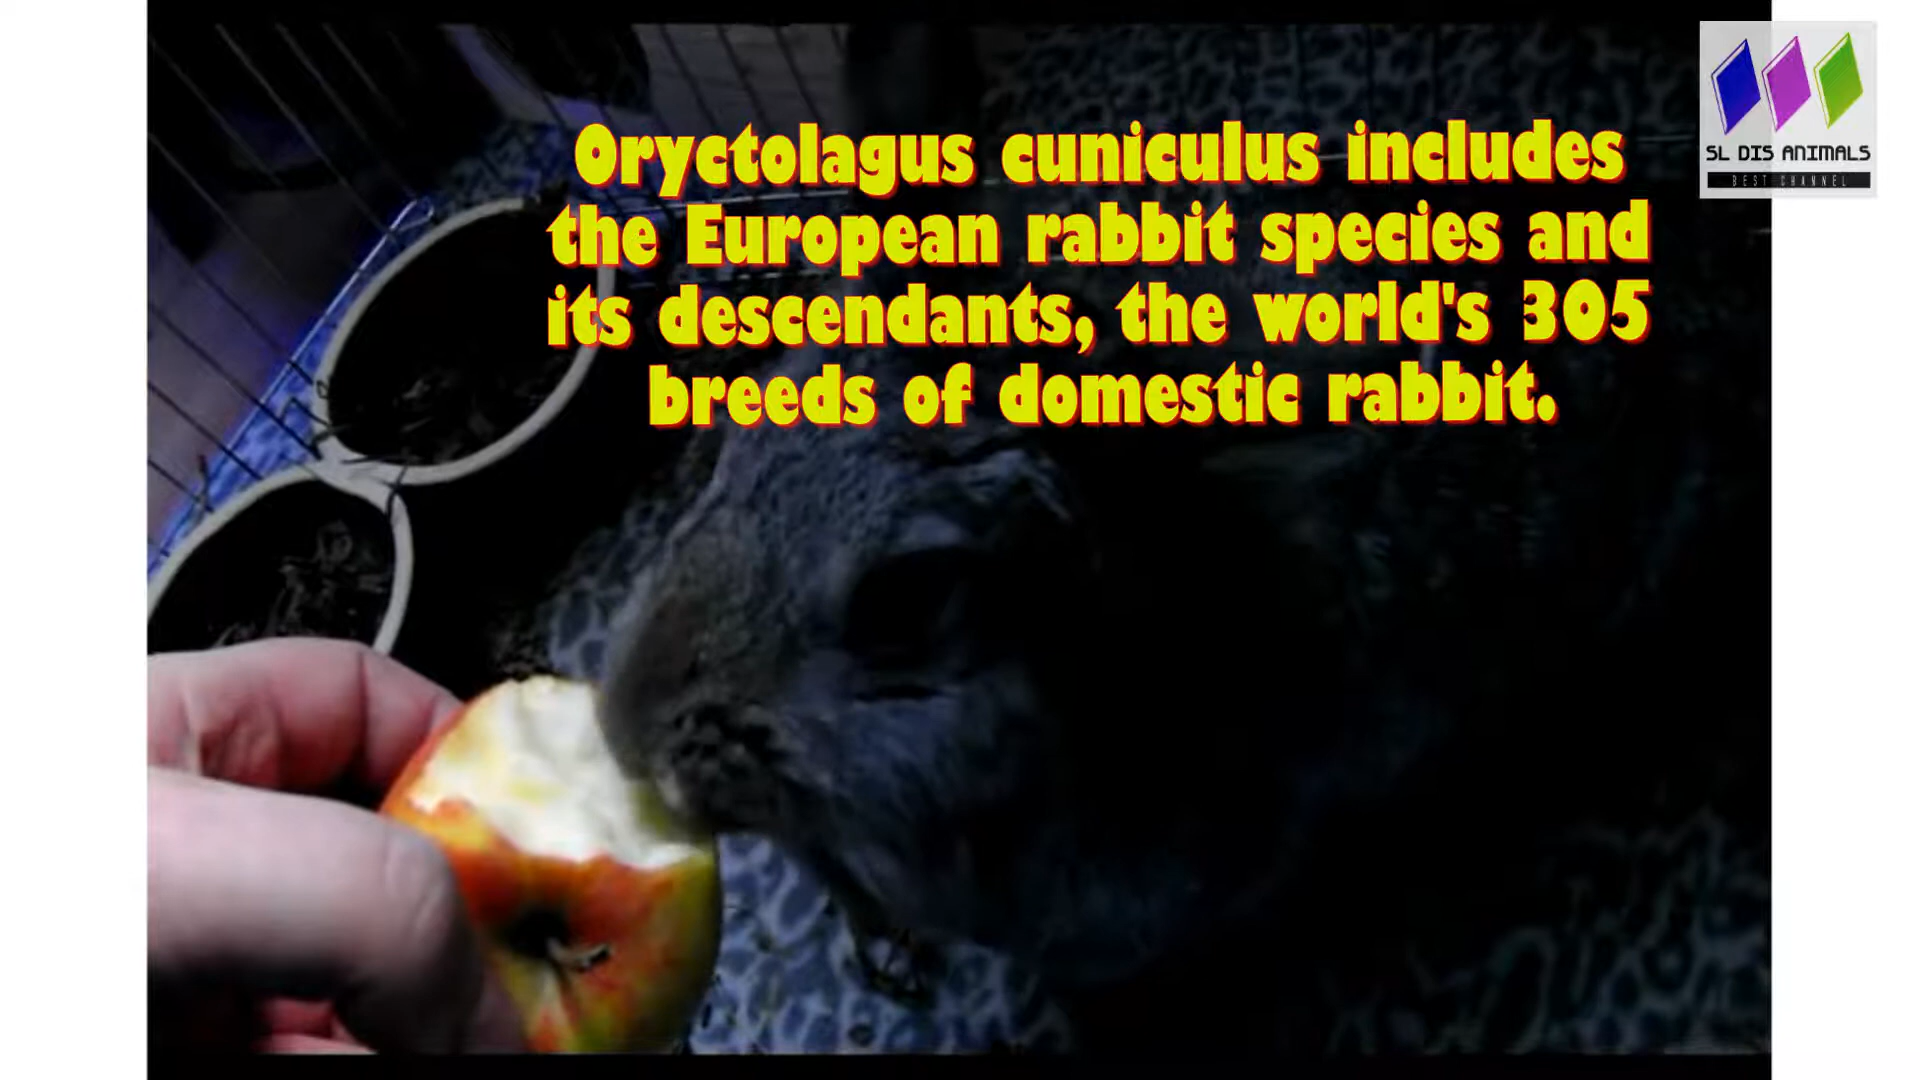 Oryctolagus cuniculus includes
the European rabbit species and
its descendants, the world's 305
breeds of domestic rabbit.
SL DIS ANIMALS
BEST CHANNEL